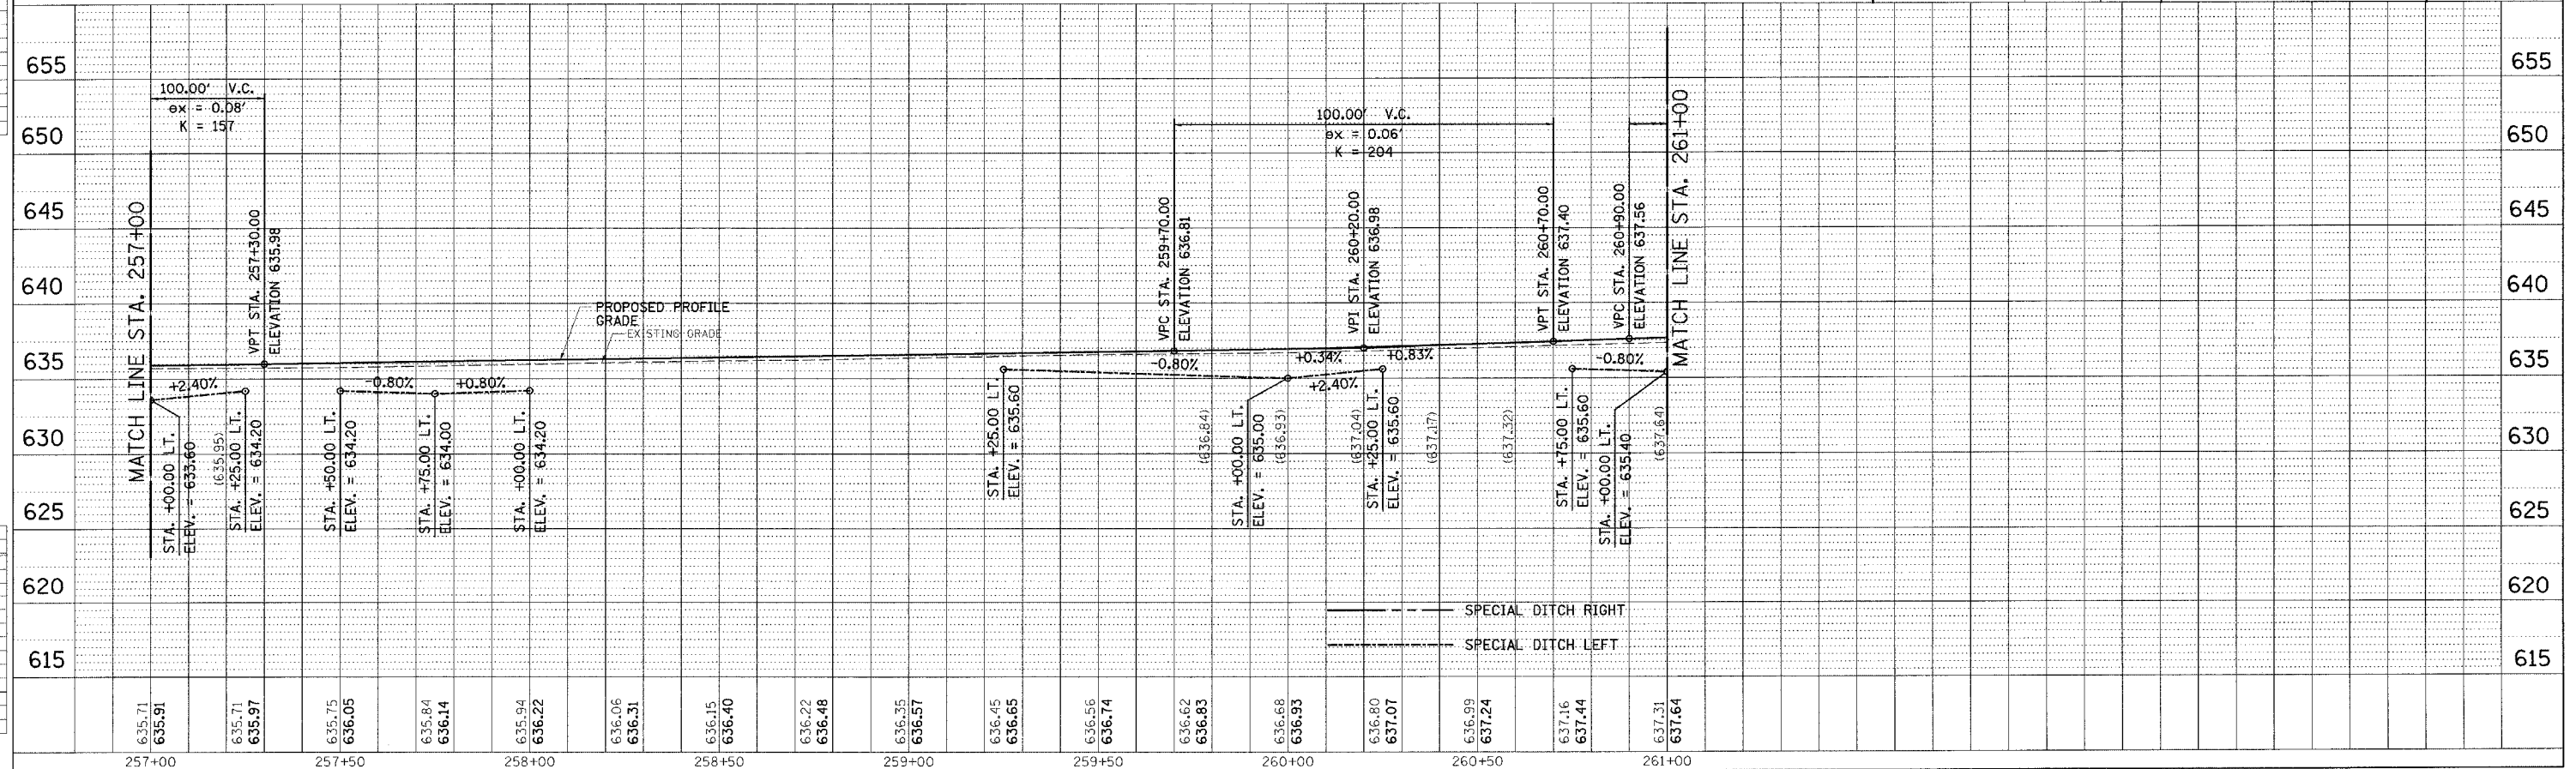 655
650
645
640
635
630
625
620
615
655
650
645
640
635
630
625
620
615
100.00' V.C.
ex = 0.08'
K = 157
MATCH LINE STA. 257+00
VPT STA. 257+30.00
ELEVATION 635.98
PROPOSED PROFILE
GRADE
EXISTING GRADE
+2.40%
-0.80%
+0.80%
STA. +00.00 LT.
ELEV. = 633.60
(635.95)
STA. +25.00 LT.
ELEV. = 634.20
STA. +50.00 LT.
ELEV. = 634.20
STA. +75.00 LT.
ELEV. = 634.00
STA. +00.00 LT.
ELEV. = 634.20
100.00' V.C.
ex = 0.06'
K = 204
VPC STA. 259+70.00
ELEVATION 636.81
VPI STA. 260+20.00
ELEVATION 636.98
VPT STA. 260+70.00
ELEVATION 637.40
VPC STA. 260+90.00
ELEVATION 637.56
MATCH LINE STA. 261+00
-0.80%
+0.34%
+0.83%
+2.40%
-0.80%
STA. +25.00 LT.
ELEV. = 635.60
(636.84)
STA. +00.00 LT.
ELEV. = 635.00
(636.93)
(637.04)
STA. +25.00 LT.
ELEV. = 635.60
(637.17)
(637.32)
STA. +75.00 LT.
ELEV. = 635.60
STA. +00.00 LT.
ELEV. = 635.40
(637.64)
SPECIAL DITCH RIGHT
SPECIAL DITCH LEFT
635.71
635.91
635.71
635.97
635.75
636.05
635.84
636.14
635.94
636.22
636.06
636.31
636.15
636.40
636.22
636.48
636.35
636.57
636.45
636.65
636.56
636.74
636.62
636.83
636.68
636.93
636.80
637.07
636.99
637.24
637.16
637.44
637.31
637.64
257+00
257+50
258+00
258+50
259+00
259+50
260+00
260+50
261+00